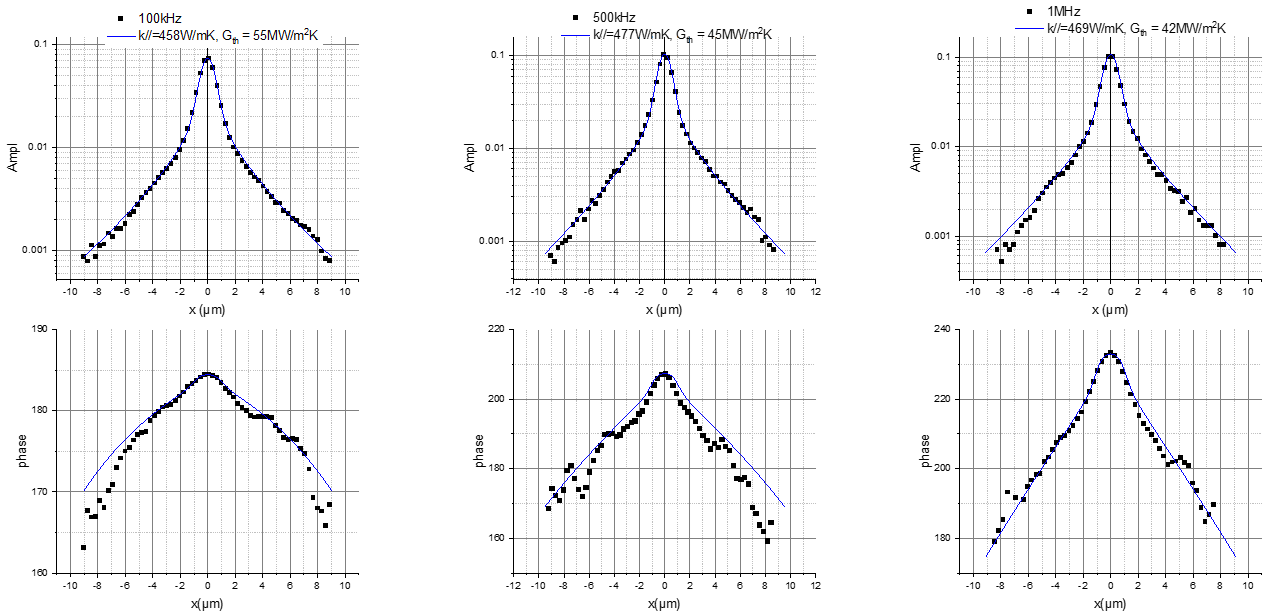 100kHz
k//=458W/mK, Gth = 55MW/m²K
0.1
0.01
0.001
Ampl
-10 -8 -6 -4 -2 0 2 4 6 8 10
x (µm)
190
180
170
160
phase
-10 -8 -6 -4 -2 0 2 4 6 8 10
x(µm)
500kHz
k//=477W/mK, Gth = 45MW/m²K
0.1
0.01
0.001
Ampl
-12 -10 -8 -6 -4 -2 0 2 4 6 8 10 12
x (µm)
220
200
180
160
phase
-12 -10 -8 -6 -4 -2 0 2 4 6 8 10 12
x(µm)
1MHz
k//=469W/mK, Gth = 42MW/m²K
0.1
0.01
0.001
Ampl
-10 -8 -6 -4 -2 0 2 4 6 8 10
x (µm)
240
220
200
180
phase
-10 -8 -6 -4 -2 0 2 4 6 8 10
x(µm)